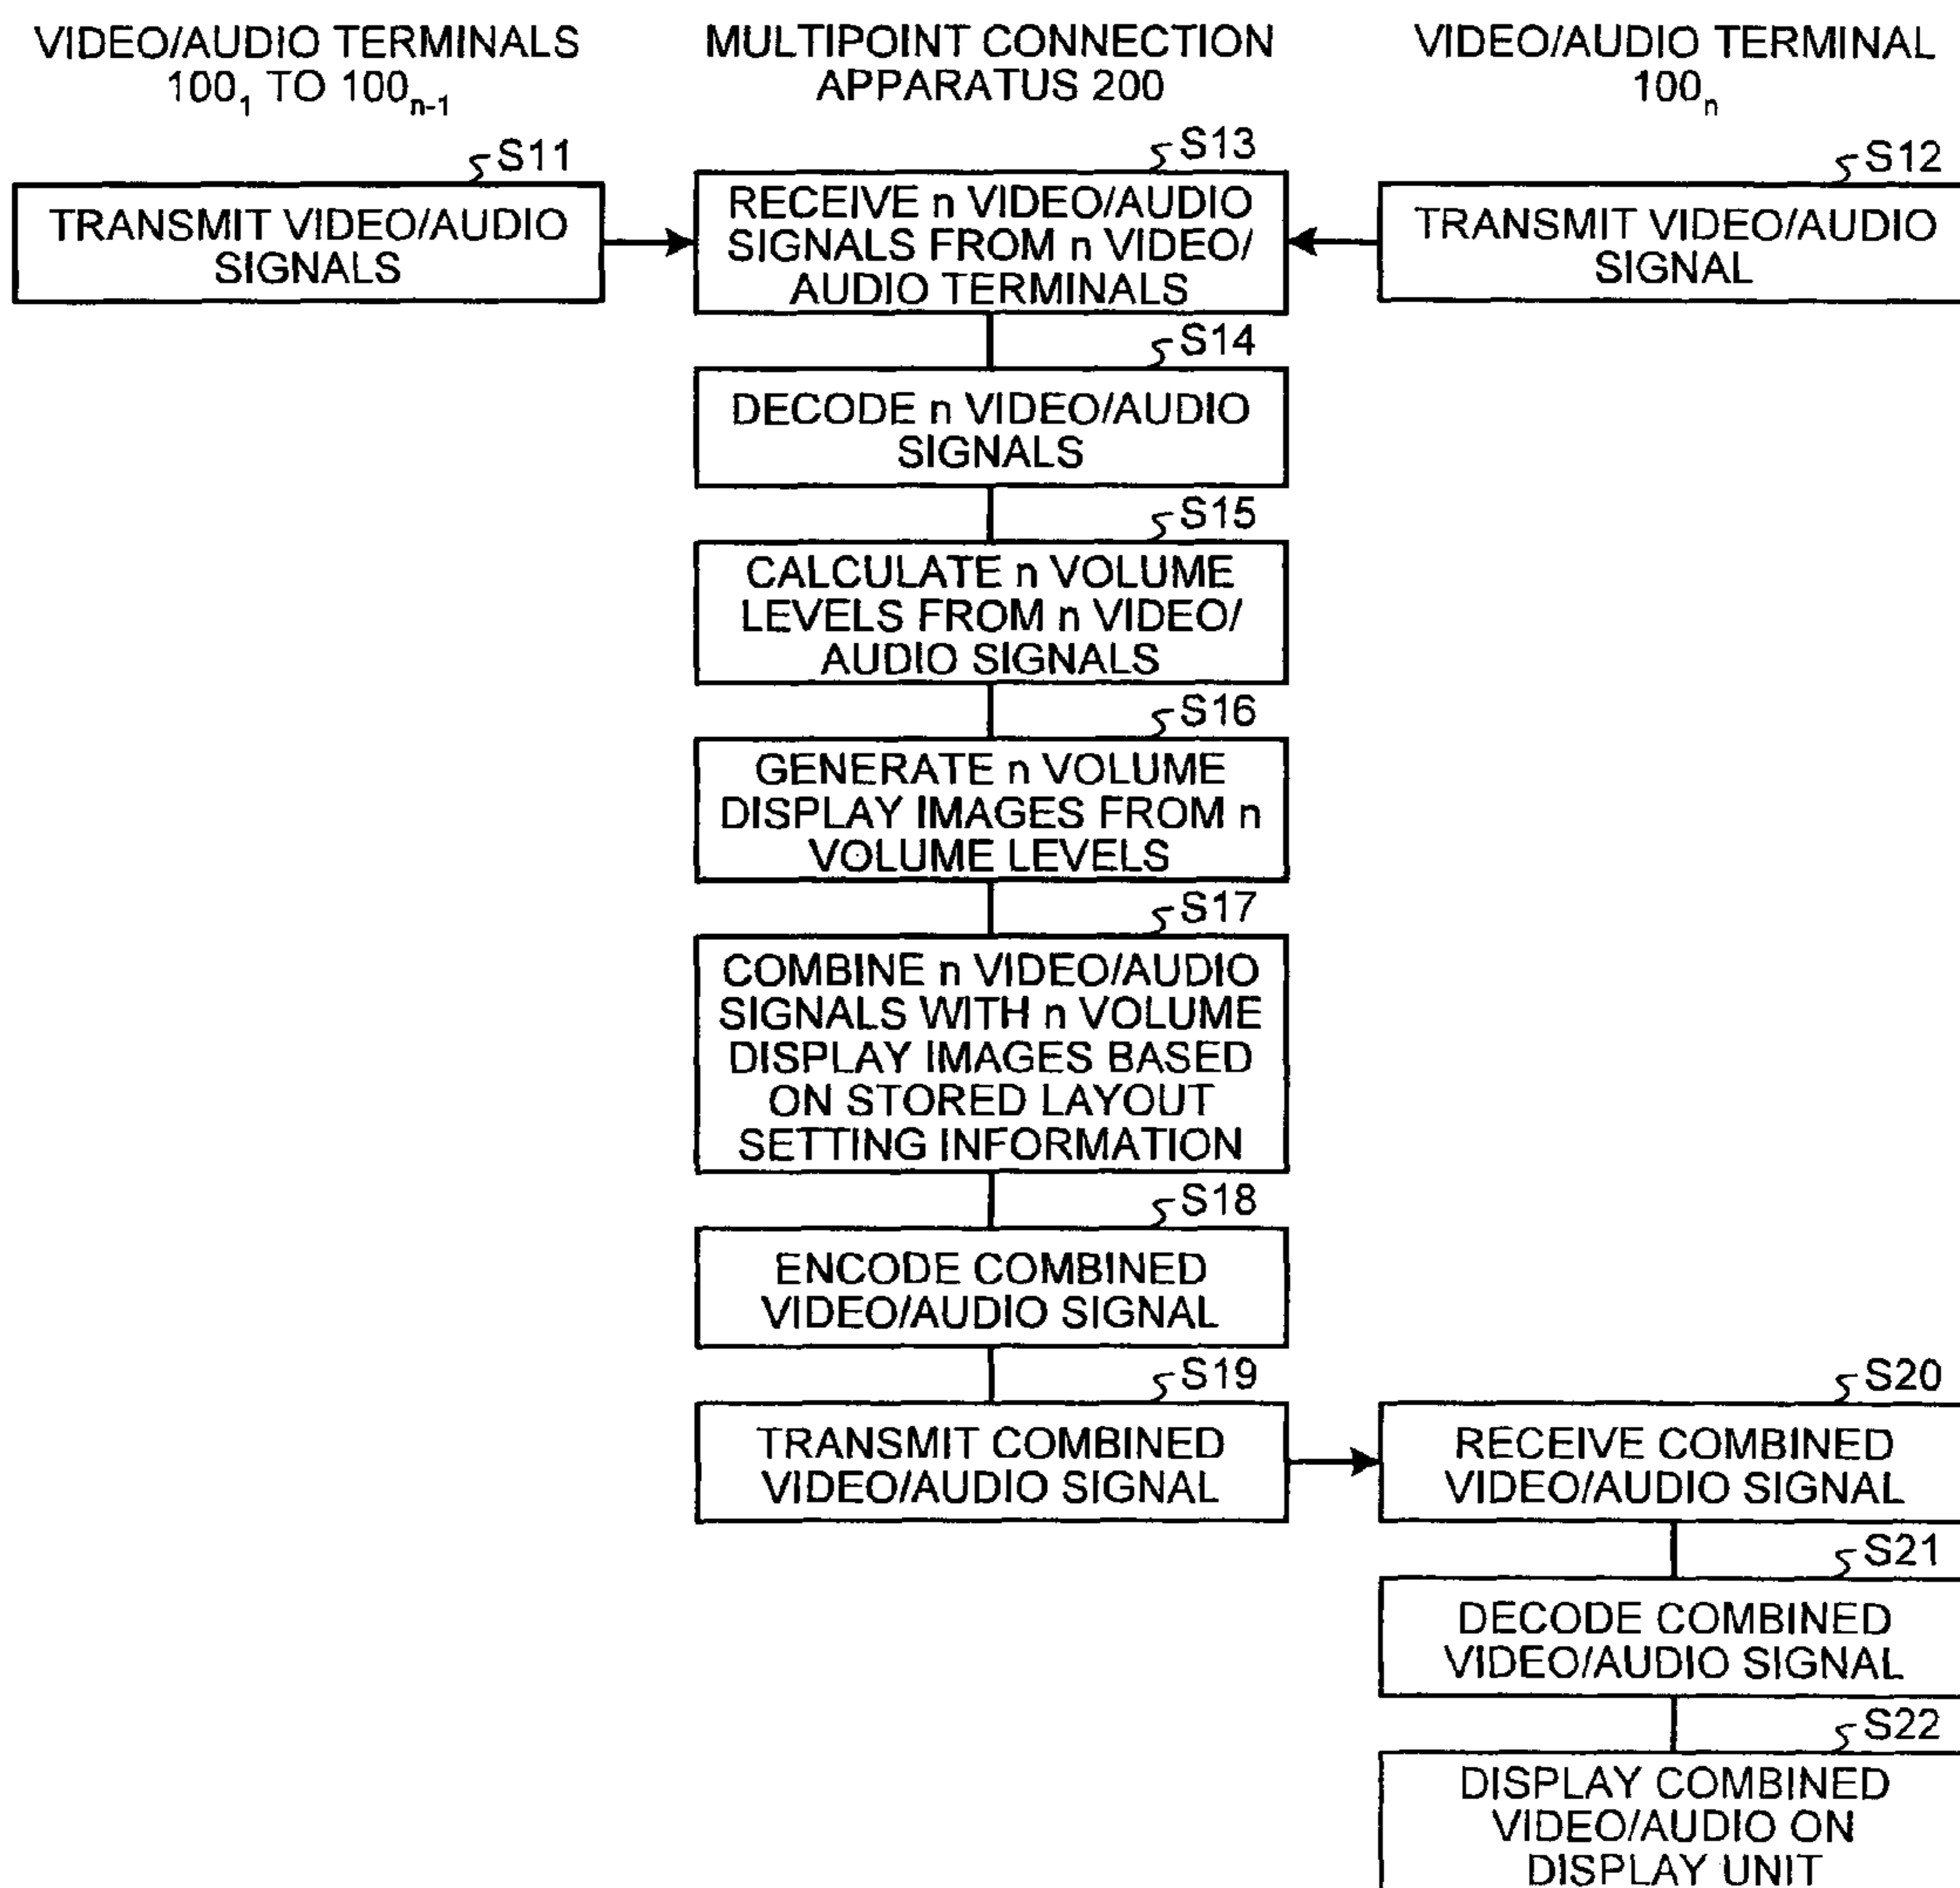 VIDEO/AUDIO TERMINALS
100₁ TO 100ₙ₋₁
MULTIPOINT CONNECTION
APPARATUS 200
VIDEO/AUDIO TERMINAL
100ₙ
S11
TRANSMIT VIDEO/AUDIO
SIGNALS
S13
RECEIVE n VIDEO/AUDIO
SIGNALS FROM n VIDEO/
AUDIO TERMINALS
S12
TRANSMIT VIDEO/AUDIO
SIGNAL
S14
DECODE n VIDEO/AUDIO
SIGNALS
S15
CALCULATE n VOLUME
LEVELS FROM n VIDEO/
AUDIO SIGNALS
S16
GENERATE n VOLUME
DISPLAY IMAGES FROM n
VOLUME LEVELS
S17
COMBINE n VIDEO/AUDIO
SIGNALS WITH n VOLUME
DISPLAY IMAGES BASED
ON STORED LAYOUT
SETTING INFORMATION
S18
ENCODE COMBINED
VIDEO/AUDIO SIGNAL
S19
TRANSMIT COMBINED
VIDEO/AUDIO SIGNAL
S20
RECEIVE COMBINED
VIDEO/AUDIO SIGNAL
S21
DECODE COMBINED
VIDEO/AUDIO SIGNAL
S22
DISPLAY COMBINED
VIDEO/AUDIO ON
DISPLAY UNIT